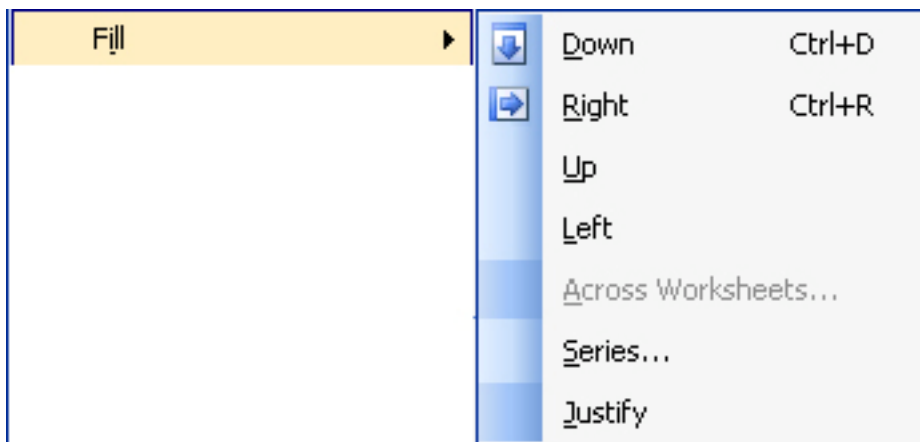 Fill
Down Ctrl+D
Right Ctrl+R
Up
Left
Across Worksheets...
Series...
Justify